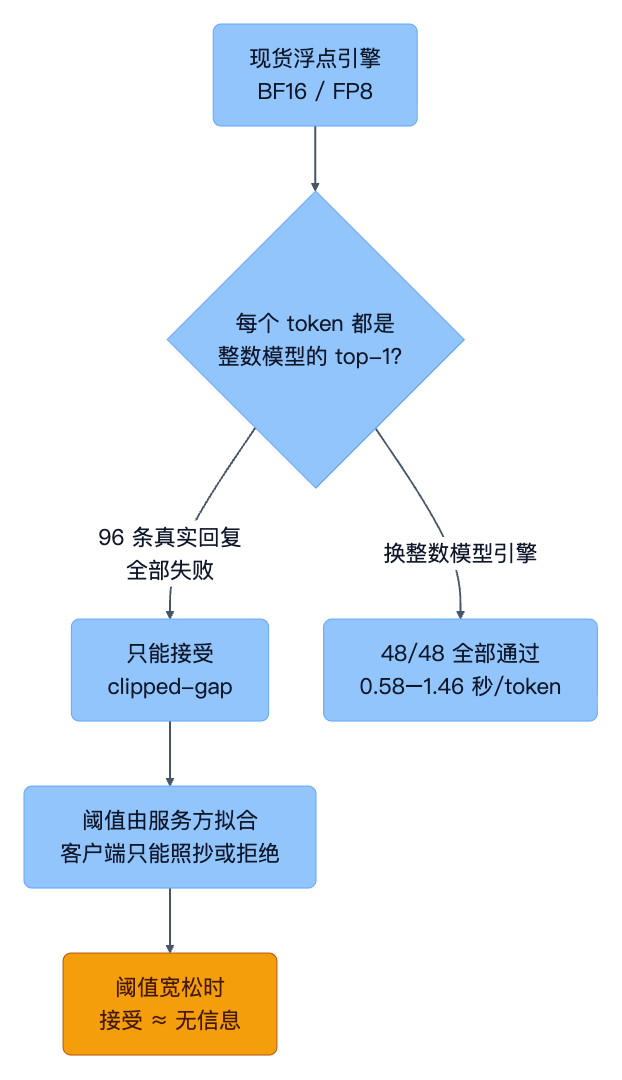 现货浮点引擎
BF16 / FP8
每个 token 都是
整数模型的 top-1?
96 条真实回复
全部失败
换整数模型引擎
只能接受
clipped-gap
48/48 全部通过
0.58—1.46 秒/token
阈值由服务方拟合
客户端只能照抄或拒绝
阈值宽松时
接受 ≈ 无信息